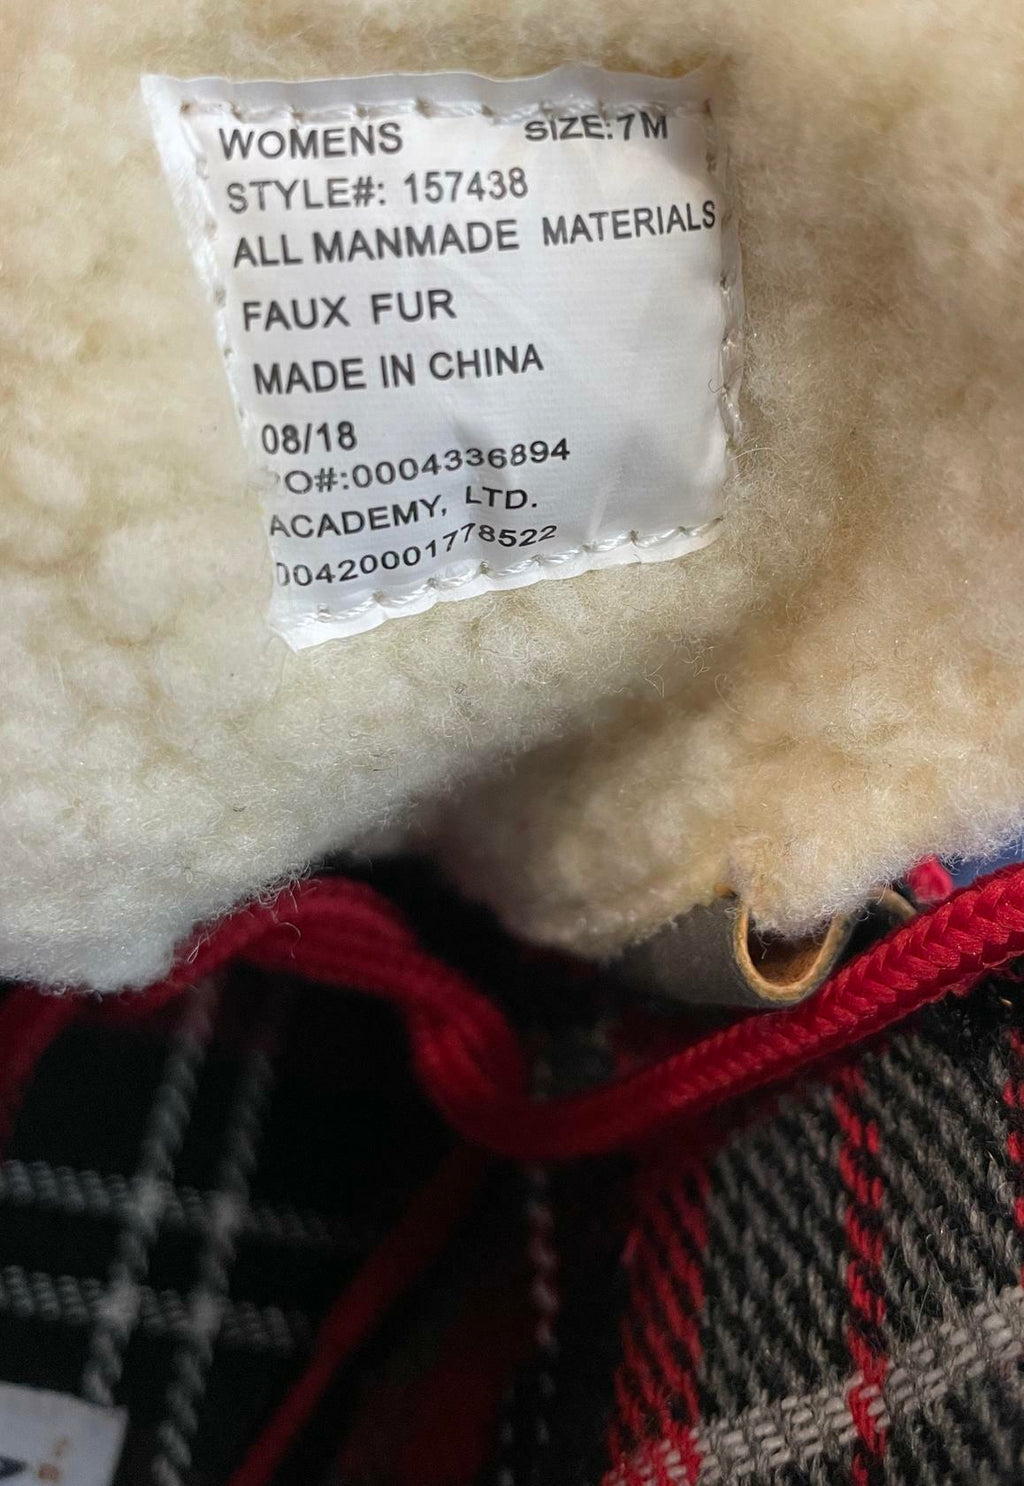 WOMENS SIZE:7M
STYLE#: 157438
ALL MANMADE MATERIALS
FAUX FUR
MADE IN CHINA
08/18
PO#:0004336894
ACADEMY, LTD.
00420001778522